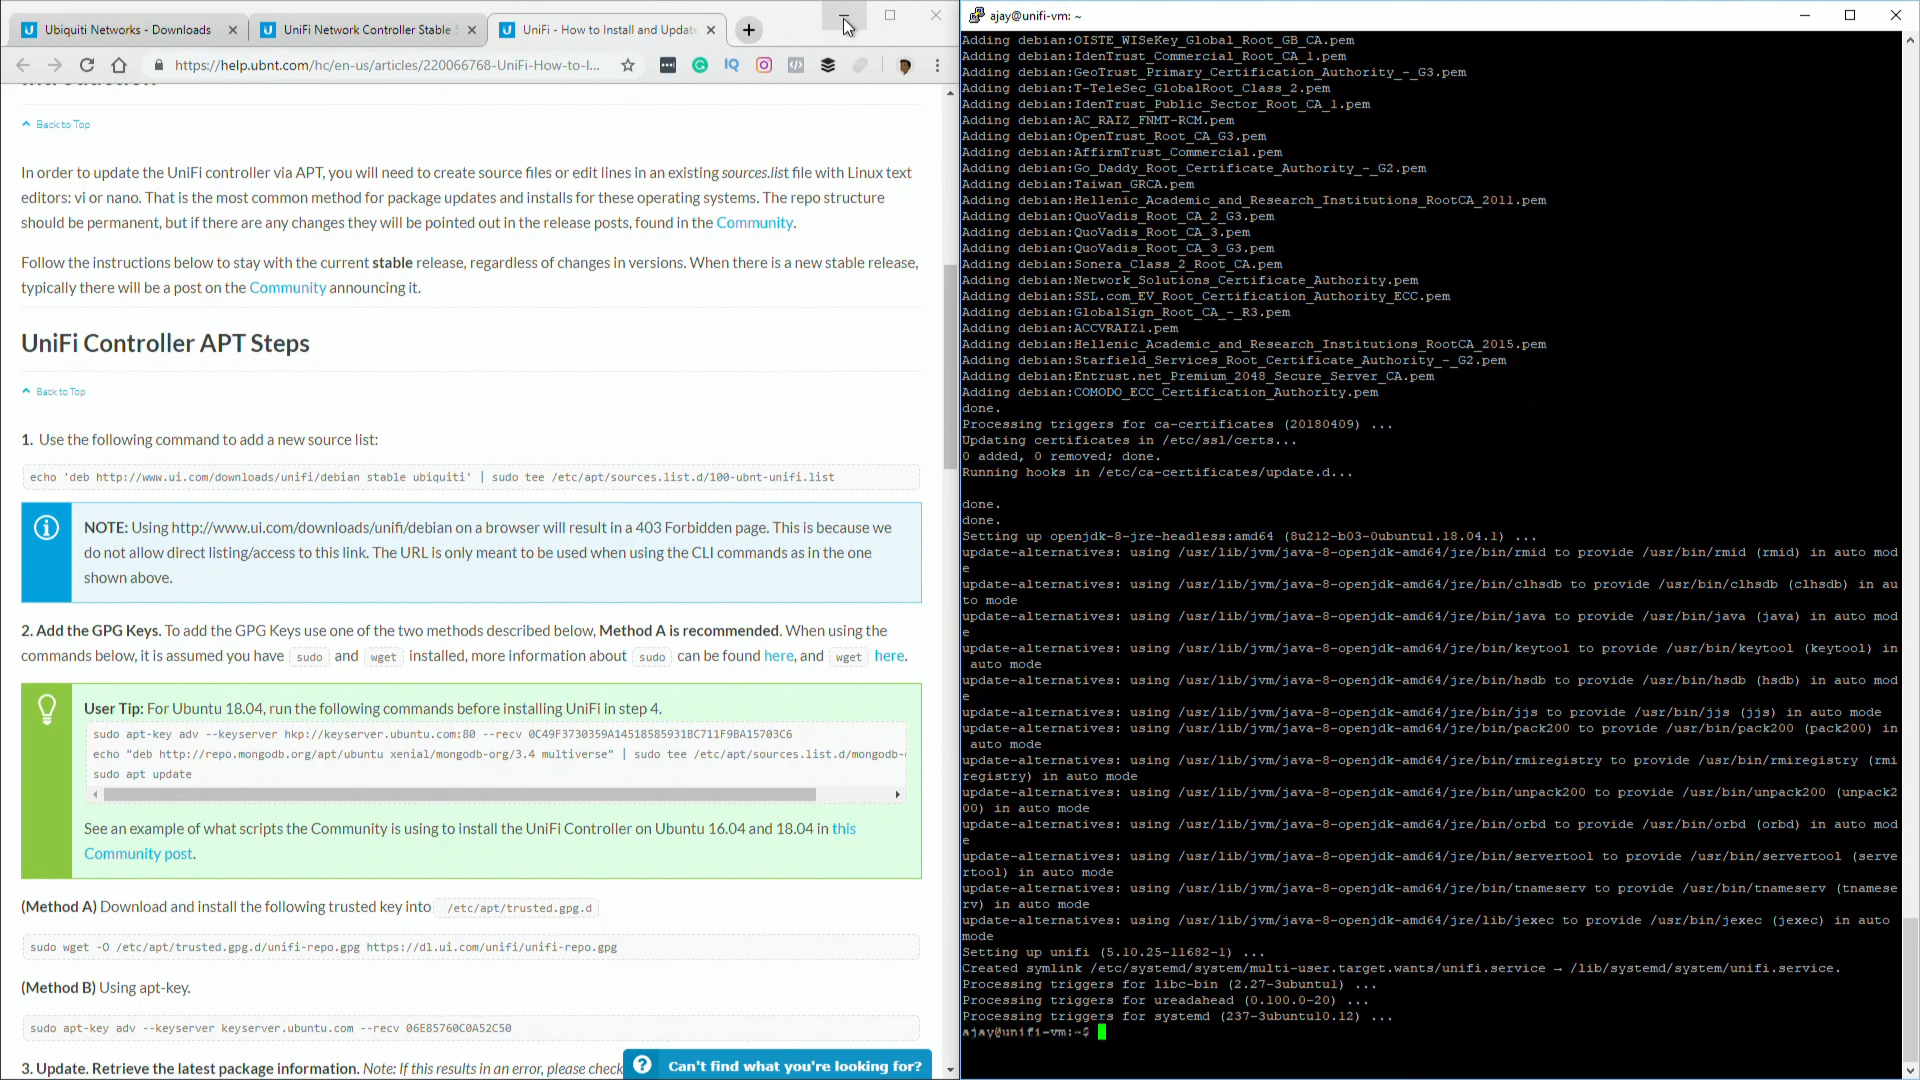 Ubiquiti Networks - Downloads
UniFi Network Controller Stable
UniFi - How to Install and Update
https://help.ubnt.com/hc/en-us/articles/220066768-UniFi-How-to-I...
Introduction
Back to Top
In order to update the UniFi controller via APT, you will need to create source files or edit lines in an existing sources.list file with Linux text
editors: vi or nano. That is the most common method for package updates and installs for these operating systems. The repo structure
should be permanent, but if there are any changes they will be pointed out in the release posts, found in the Community.
Follow the instructions below to stay with the current stable release, regardless of changes in versions. When there is a new stable release,
typically there will be a post on the Community announcing it.
UniFi Controller APT Steps
Back to Top
1. Use the following command to add a new source list:
echo 'deb http://www.ui.com/downloads/unifi/debian stable ubiquiti' | sudo tee /etc/apt/sources.list.d/100-ubnt-unifi.list
NOTE: Using http://www.ui.com/downloads/unifi/debian on a browser will result in a 403 Forbidden page. This is because we
do not allow direct listing/access to this link. The URL is only meant to be used when using the CLI commands as in the one
shown above.
2. Add the GPG Keys. To add the GPG Keys use one of the two methods described below, Method A is recommended. When using the
commands below, it is assumed you have sudo and wget installed, more information about sudo can be found here, and wget here.
User Tip: For Ubuntu 18.04, run the following commands before installing UniFi in step 4.
sudo apt-key adv --keyserver hkp://keyserver.ubuntu.com:80 --recv 0C49F3730359A14518585931BC711F9BA15703C6
echo "deb http://repo.mongodb.org/apt/ubuntu xenial/mongodb-org/3.4 multiverse" | sudo tee /etc/apt/sources.list.d/mongodb-
sudo apt update
See an example of what scripts the Community is using to install the UniFi Controller on Ubuntu 16.04 and 18.04 in this
Community post.
(Method A) Download and install the following trusted key into /etc/apt/trusted.gpg.d
sudo wget -O /etc/apt/trusted.gpg.d/unifi-repo.gpg https://dl.ui.com/unifi/unifi-repo.gpg
(Method B) Using apt-key.
sudo apt-key adv --keyserver keyserver.ubuntu.com --recv 06E85760C0A52C50
3. Update. Retrieve the latest package information. Note: If this results in an error, please check
Can't find what you're looking for?
ajay@unifi-vm: ~
Adding debian:OISTE_WISeKey_Global_Root_GB_CA.pem
Adding debian:IdenTrust_Commercial_Root_CA_1.pem
Adding debian:GeoTrust_Primary_Certification_Authority_-_G3.pem
Adding debian:T-TeleSec_GlobalRoot_Class_2.pem
Adding debian:IdenTrust_Public_Sector_Root_CA_1.pem
Adding debian:AC_RAIZ_FNMT-RCM.pem
Adding debian:OpenTrust_Root_CA_G3.pem
Adding debian:AffirmTrust_Commercial.pem
Adding debian:Go_Daddy_Root_Certificate_Authority_-_G2.pem
Adding debian:Taiwan_GRCA.pem
Adding debian:Hellenic_Academic_and_Research_Institutions_RootCA_2011.pem
Adding debian:QuoVadis_Root_CA_2_G3.pem
Adding debian:QuoVadis_Root_CA_3.pem
Adding debian:QuoVadis_Root_CA_3_G3.pem
Adding debian:Sonera_Class_2_Root_CA.pem
Adding debian:Network_Solutions_Certificate_Authority.pem
Adding debian:SSL.com_EV_Root_Certification_Authority_ECC.pem
Adding debian:GlobalSign_Root_CA_-_R3.pem
Adding debian:ACCVRAIZ1.pem
Adding debian:Hellenic_Academic_and_Research_Institutions_RootCA_2015.pem
Adding debian:Starfield_Services_Root_Certificate_Authority_-_G2.pem
Adding debian:Entrust.net_Premium_2048_Secure_Server_CA.pem
Adding debian:COMODO_ECC_Certification_Authority.pem
done.
Processing triggers for ca-certificates (20180409) ...
Updating certificates in /etc/ssl/certs...
0 added, 0 removed; done.
Running hooks in /etc/ca-certificates/update.d...
done.
done.
Setting up openjdk-8-jre-headless:amd64 (8u212-b03-0ubuntu1.18.04.1) ...
update-alternatives: using /usr/lib/jvm/java-8-openjdk-amd64/jre/bin/rmid to provide /usr/bin/rmid (rmid) in auto mod
e
update-alternatives: using /usr/lib/jvm/java-8-openjdk-amd64/jre/bin/clhsdb to provide /usr/bin/clhsdb (clhsdb) in au
to mode
update-alternatives: using /usr/lib/jvm/java-8-openjdk-amd64/jre/bin/java to provide /usr/bin/java (java) in auto mod
e
update-alternatives: using /usr/lib/jvm/java-8-openjdk-amd64/jre/bin/keytool to provide /usr/bin/keytool (keytool) in
 auto mode
update-alternatives: using /usr/lib/jvm/java-8-openjdk-amd64/jre/bin/hsdb to provide /usr/bin/hsdb (hsdb) in auto mod
e
update-alternatives: using /usr/lib/jvm/java-8-openjdk-amd64/jre/bin/jjs to provide /usr/bin/jjs (jjs) in auto mode
update-alternatives: using /usr/lib/jvm/java-8-openjdk-amd64/jre/bin/pack200 to provide /usr/bin/pack200 (pack200) in
 auto mode
update-alternatives: using /usr/lib/jvm/java-8-openjdk-amd64/jre/bin/rmiregistry to provide /usr/bin/rmiregistry (rmi
registry) in auto mode
update-alternatives: using /usr/lib/jvm/java-8-openjdk-amd64/jre/bin/unpack200 to provide /usr/bin/unpack200 (unpack2
00) in auto mode
update-alternatives: using /usr/lib/jvm/java-8-openjdk-amd64/jre/bin/orbd to provide /usr/bin/orbd (orbd) in auto mod
e
update-alternatives: using /usr/lib/jvm/java-8-openjdk-amd64/jre/bin/servertool to provide /usr/bin/servertool (serve
rtool) in auto mode
update-alternatives: using /usr/lib/jvm/java-8-openjdk-amd64/jre/bin/tnameserv to provide /usr/bin/tnameserv (tnamese
rv) in auto mode
update-alternatives: using /usr/lib/jvm/java-8-openjdk-amd64/jre/lib/jexec to provide /usr/bin/jexec (jexec) in auto
mode
Setting up unifi (5.10.25-11682-1) ...
Created symlink /etc/systemd/system/multi-user.target.wants/unifi.service → /lib/systemd/system/unifi.service.
Processing triggers for libc-bin (2.27-3ubuntu1) ...
Processing triggers for ureadahead (0.100.0-20) ...
Processing triggers for systemd (237-3ubuntu10.12) ...
ajay@unifi-vm:~$